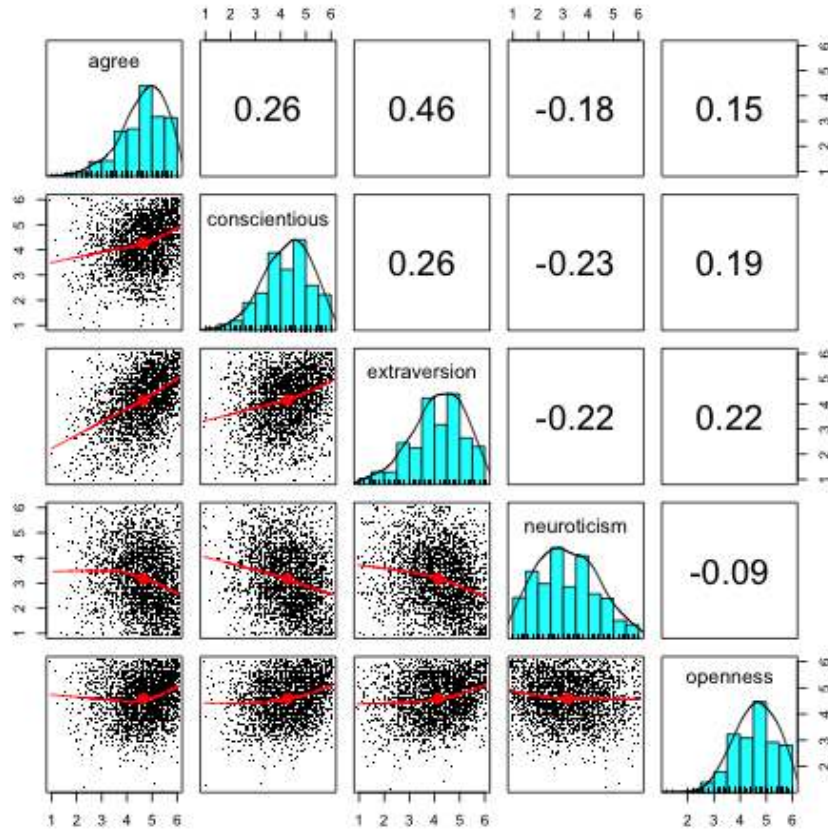 1 2 3 4 5 6
1 2 3 4 5 6
agree
0.26
0.46
-0.18
0.15
1 2 3 4 5 6
1 2 3 4 5 6
conscientious
0.26
-0.23
0.19
extraversion
-0.22
0.22
1 2 3 4 5 6
1 2 3 4 5 6
neuroticism
-0.09
openness
2 3 4 5 6
1 2 3 4 5 6
1 2 3 4 5 6
2 3 4 5 6